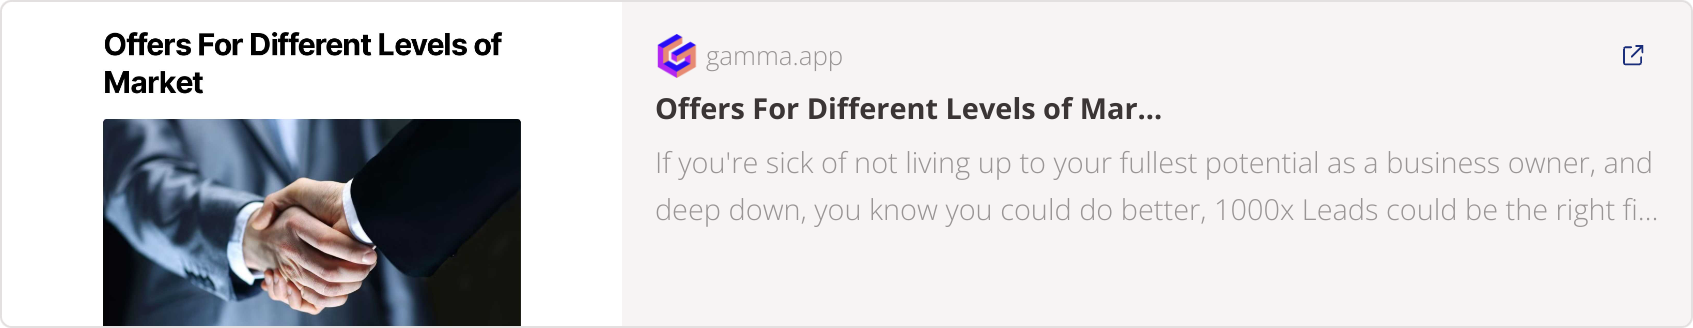 Offers For Different Levels of
Market
gamma.app
Offers For Different Levels of Mar...
If you're sick of not living up to your fullest potential as a business owner, and
deep down, you know you could do better, 1000x Leads could be the right fi...